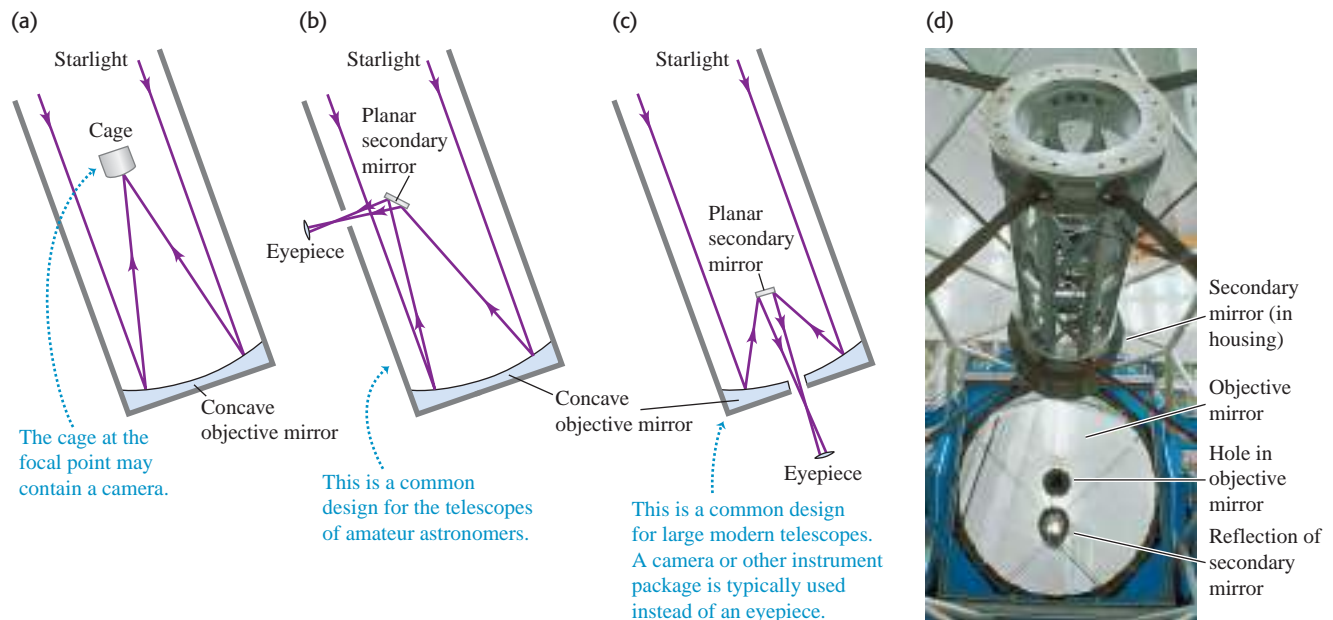 (a)
Starlight
Cage
Concave
objective mirror
The cage at the
focal point may
contain a camera.
(b)
Starlight
Planar
secondary
mirror
Eyepiece
Concave
objective mirror
This is a common
design for the telescopes
of amateur astronomers.
(c)
Starlight
Planar
secondary
mirror
Eyepiece
This is a common design
for large modern telescopes.
A camera or other instrument
package is typically used
instead of an eyepiece.
(d)
Secondary
mirror (in
housing)
Objective
mirror
Hole in
objective
mirror
Reflection of
secondary
mirror